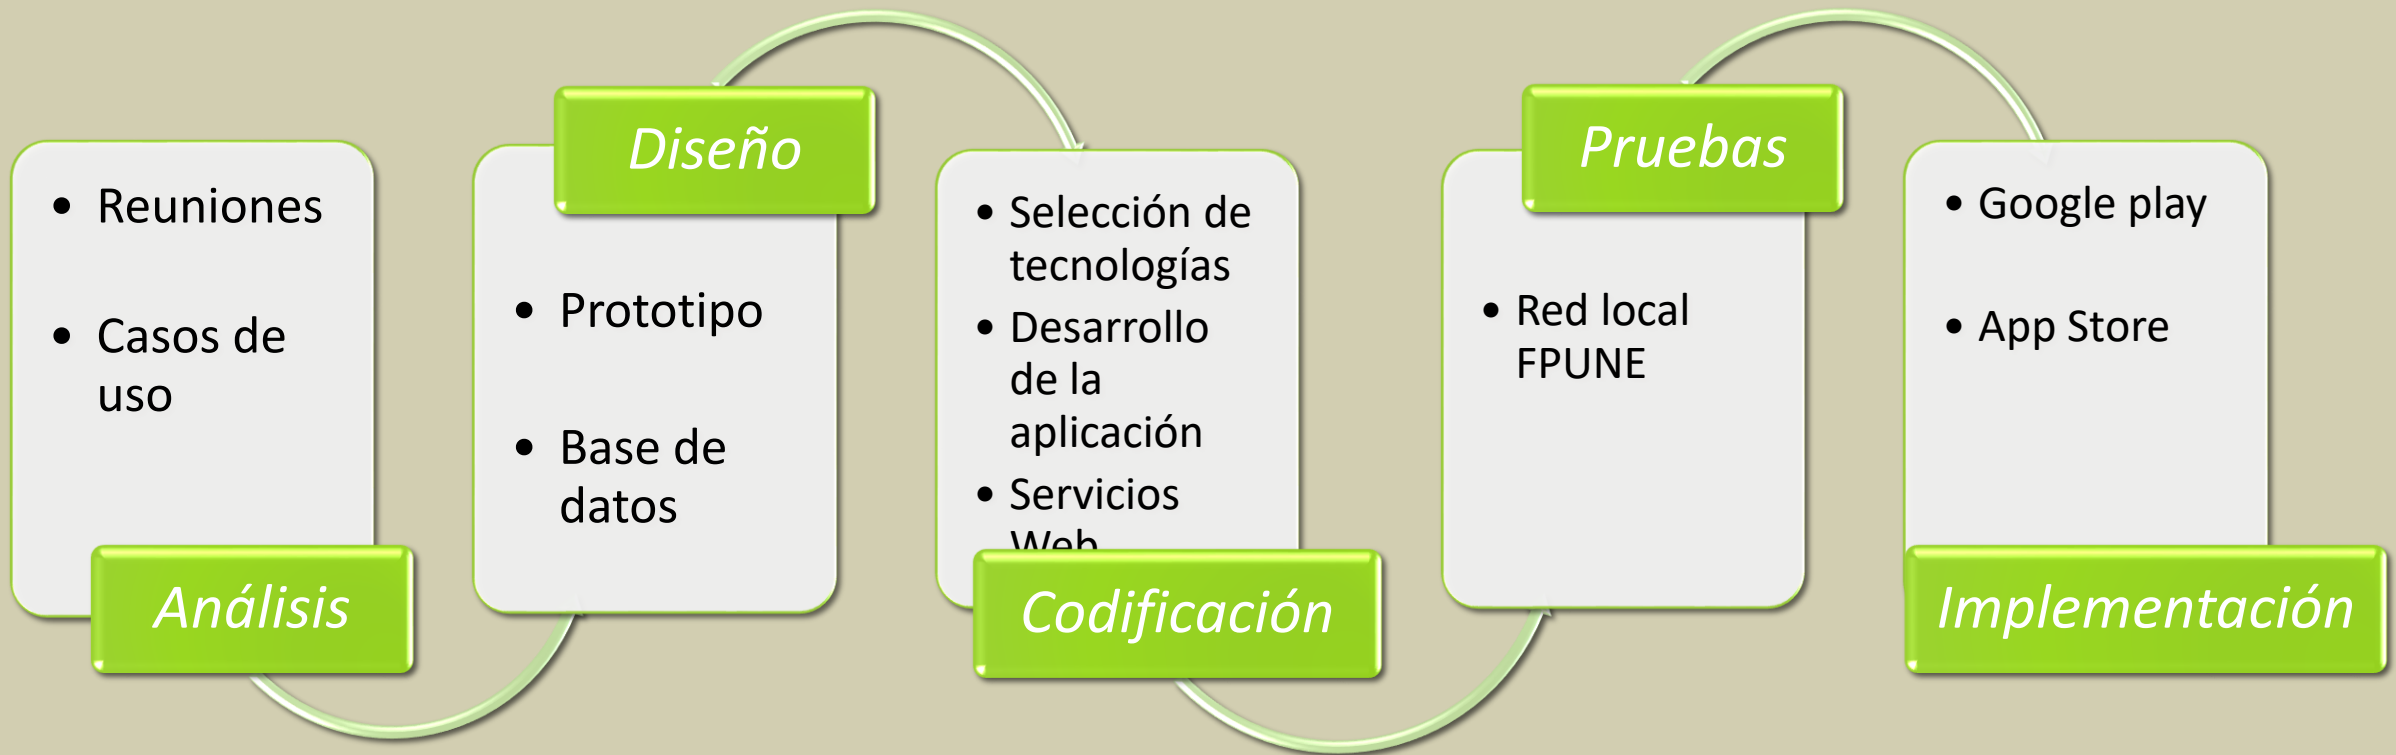 • Reuniones
• Casos de
uso
Análisis
Diseño
• Prototipo
• Base de
datos
• Selección de
tecnologías
• Desarrollo
de la
aplicación
• Servicios
Web
Codificación
Pruebas
• Red local
FPUNE
• Google play
• App Store
Implementación